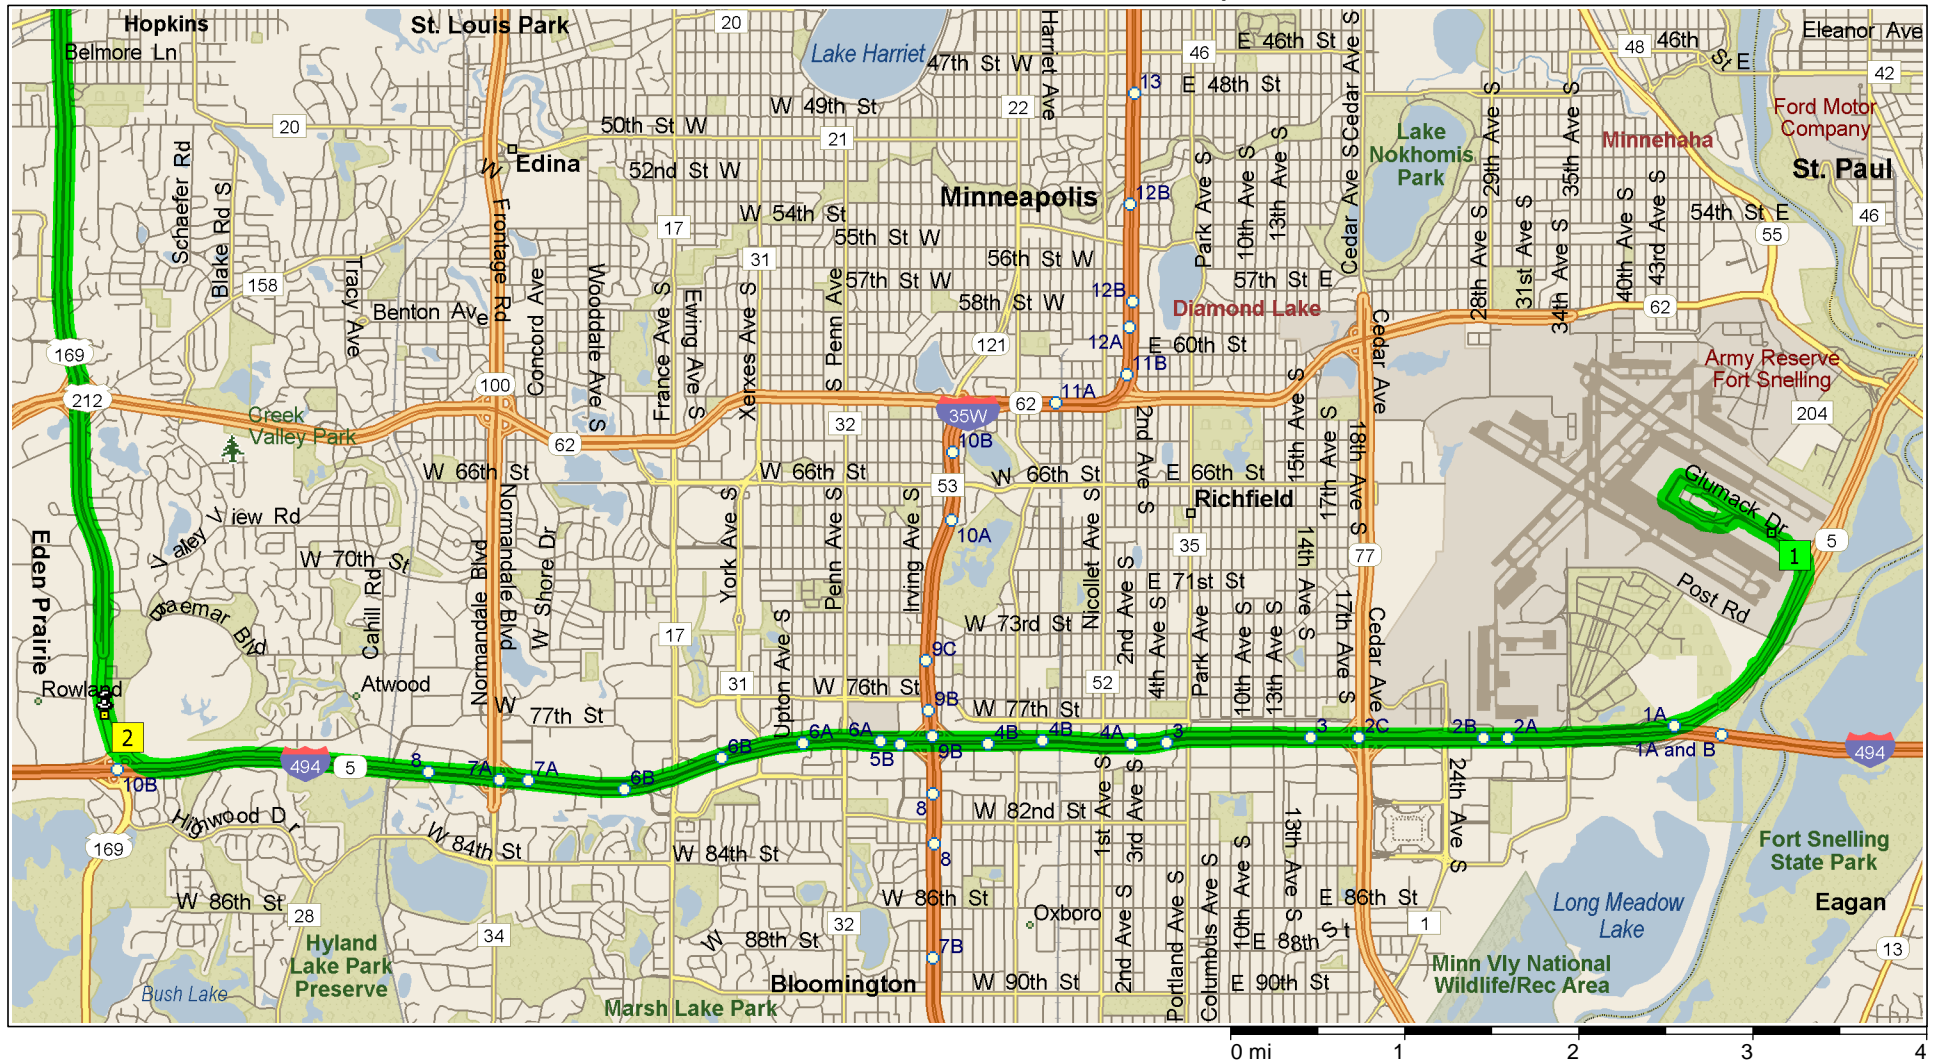 Hopkins
St. Louis Park
20
Lake Harriet
Harriet Ave
46
E 46th St
Cedar Ave S
48
46th
St E
Eleanor Ave
Belmore Ln
47th St W
42
W 49th St
22
13
E 48th St
Ford Motor
Company
20
50th St W
21
Lake
Nokhomis
Park
29th Ave S
35th Ave S
Minnehaha
Schaefer Rd
Edina
W
52nd St W
Minneapolis
12B
Park Ave S
10th Ave S
13th Ave S
Cedar Ave S
St. Paul
Blake Rd S
Frontage Rd
17
W 54th St
55th St W
28th Ave S
31st Ave S
34th Ave S
40th Ave S
43rd Ave S
54th St E
46
55
31
56th St W
57th St W
57th St E
158
Tracy Ave
Benton Ave
Concord Ave
Wooddale Ave S
France Ave S
Ewing Ave S
Xerxes Ave S
S Penn Ave
58th St W
12B
Diamond Lake
62
12A
121
E 60th St
Cedar Ave
169
11B
Army Reserve
Fort Snelling
212
100
11A
62
35W
204
Creek
Valley Park
62
32
10B
2nd Ave S
15th Ave S
17th Ave S
18th Ave S
W 66th St
W 66th St
W 66th St
E 66th St
53
Glumack Dr
Richfield
Valley View Rd
Eden Prairie
Normandale Blvd
Normandale Blvd
W Shore Dr
York Ave S
Penn Ave S
Irving Ave S
10A
Nicollet Ave S
35
14th Ave S
77
5
1
W 70th St
E 71st St
Post Rd
Braemar Blvd
Cahill Rd
17
Upton Ave S
W 73rd St
2nd Ave S
4th Ave S
Park Ave
10th Ave S
13th Ave S
17th Ave S
Cedar Ave
9C
Rowland
Atwood
31
W 76th St
52
W
77th St
9B
W 77th St
2
6A
6A
4B
4B
4A
3
3
2C
2B
2A
1A
1A and B
494
494
5
8
7A
7A
6B
6B
5B
9B
10B
24th Ave S
Highwood Dr
8
W 82nd St
1st Ave S
3rd Ave S
13th Ave S
169
W 84th St
W 84th St
8
Fort Snelling
State Park
W 86th St
W 86th St
E 86th St
10th Ave S
Eagan
28
32
Oxboro
1
Long Meadow
Lake
34
Hyland
Lake Park
Preserve
W 88th St
7B
2nd Ave S
Portland Ave S
Columbus Ave S
E 88th St
13
Minn Vly National
Wildlife/Rec Area
Bush Lake
Bloomington
W 90th St
E 90th St
Marsh Lake Park
0 mi 1 2 3 4